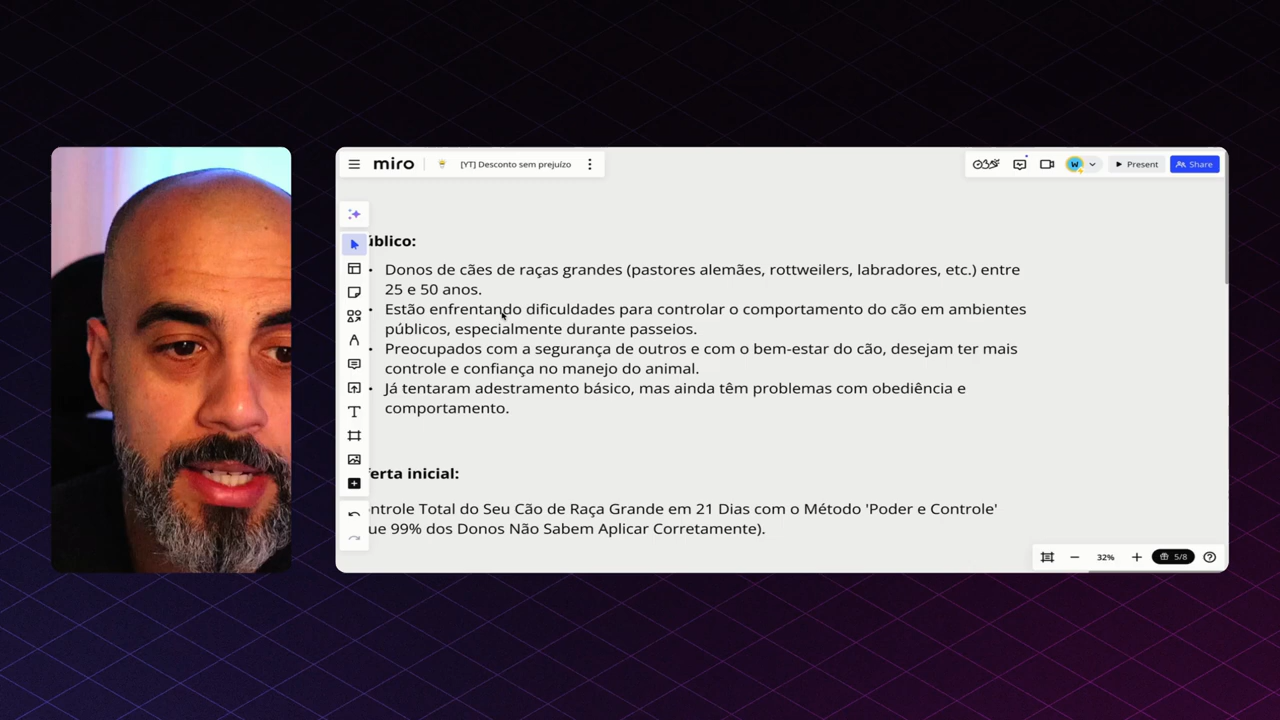 miro
[YT] Desconto sem prejuízo
W
Present
Share
úblico:
• Donos de cães de raças grandes (pastores alemães, rottweilers, labradores, etc.) entre
25 e 50 anos.
• Estão enfrentando dificuldades para controlar o comportamento do cão em ambientes
públicos, especialmente durante passeios.
• Preocupados com a segurança de outros e com o bem-estar do cão, desejam ter mais
controle e confiança no manejo do animal.
• Já tentaram adestramento básico, mas ainda têm problemas com obediência e
comportamento.
ferta inicial:
ntrole Total do Seu Cão de Raça Grande em 21 Dias com o Método 'Poder e Controle'
ue 99% dos Donos Não Sabem Aplicar Corretamente).
32%
5/8